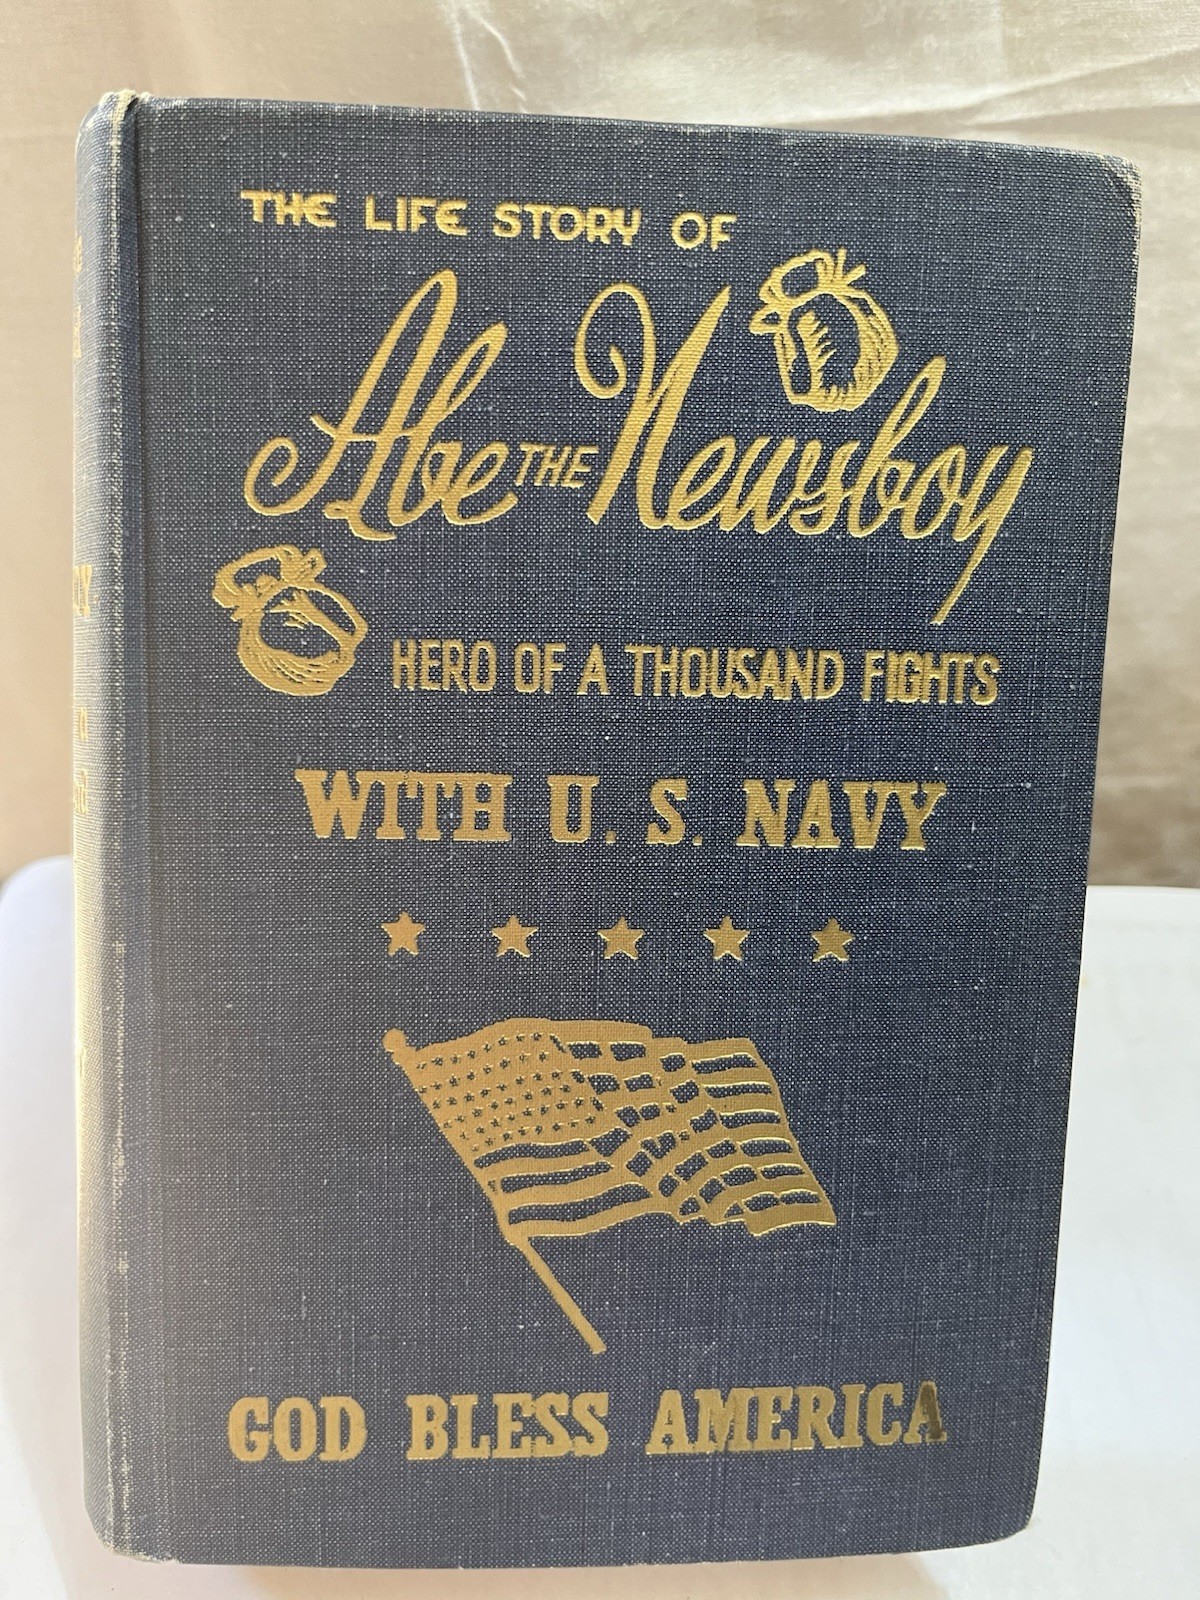 THE LIFE STORY OF
Abe THE Newsboy
HERO OF A THOUSAND FIGHTS
WITH U. S. NAVY
GOD BLESS AMERICA